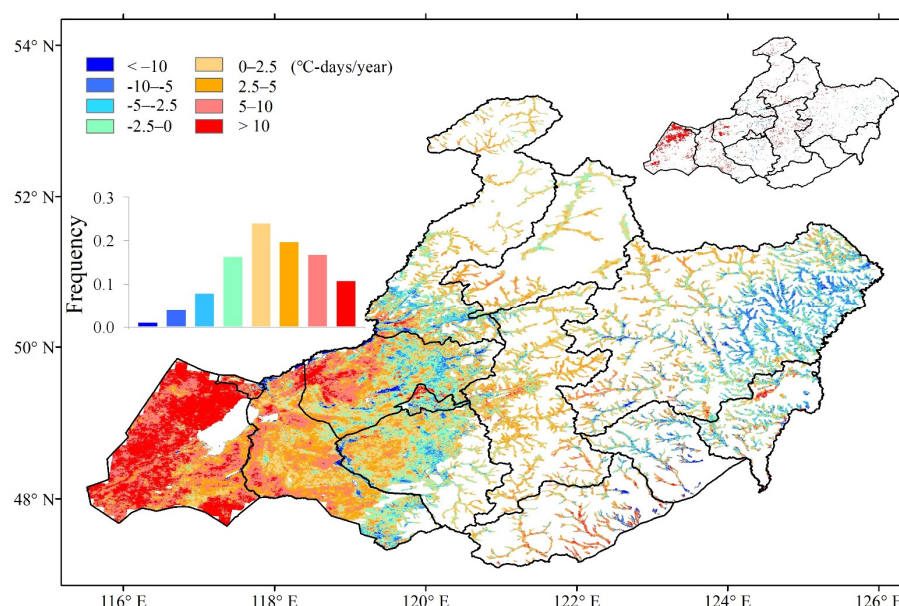 54° N
52° N
50° N
48° N
< –10
-10–-5
-5–-2.5
-2.5–0
0–2.5 (°C-days/year)
2.5–5
5–10
> 10
Frequency
0.3
0.2
0.1
0.0
116° E 118° E 120° E 122° E 124° E 126° E